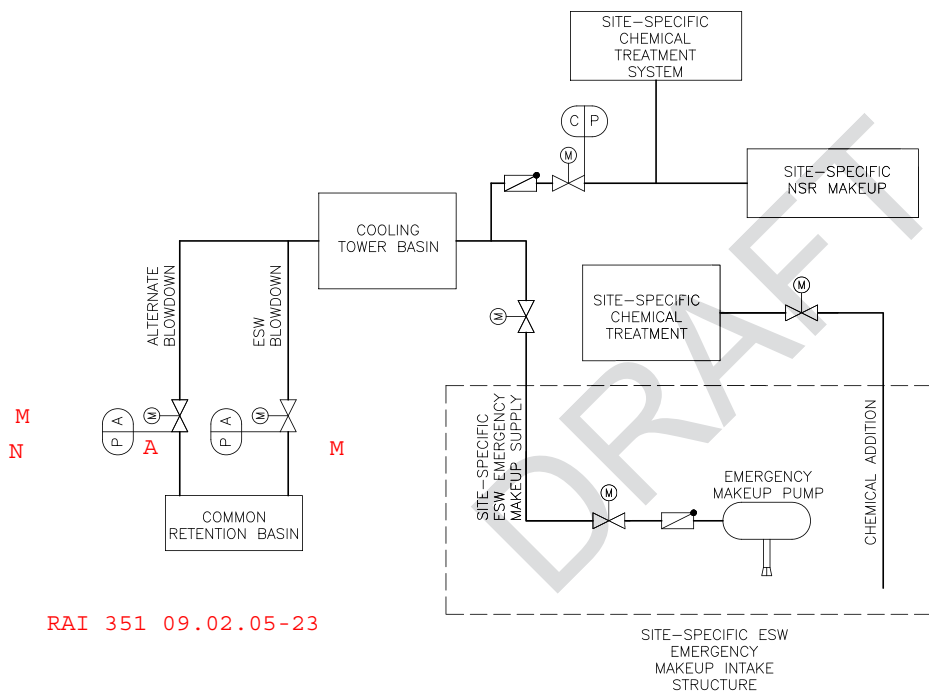 SITE-SPECIFIC
CHEMICAL
TREATMENT
SYSTEM
C P
M
SITE-SPECIFIC
NSR MAKEUP
COOLING
TOWER BASIN
ALTERNATE
BLOWDOWN
ESW
BLOWDOWN
M
SITE-SPECIFIC
CHEMICAL
TREATMENT
M
DRAFT
M
N
P A
M
A
P A
M
M
COMMON
RETENTION BASIN
SITE-SPECIFIC
ESW EMERGENCY
MAKEUP SUPPLY
M
EMERGENCY
MAKEUP PUMP
CHEMICAL ADDITION
RAI 351 09.02.05-23
SITE-SPECIFIC ESW
EMERGENCY
MAKEUP INTAKE
STRUCTURE